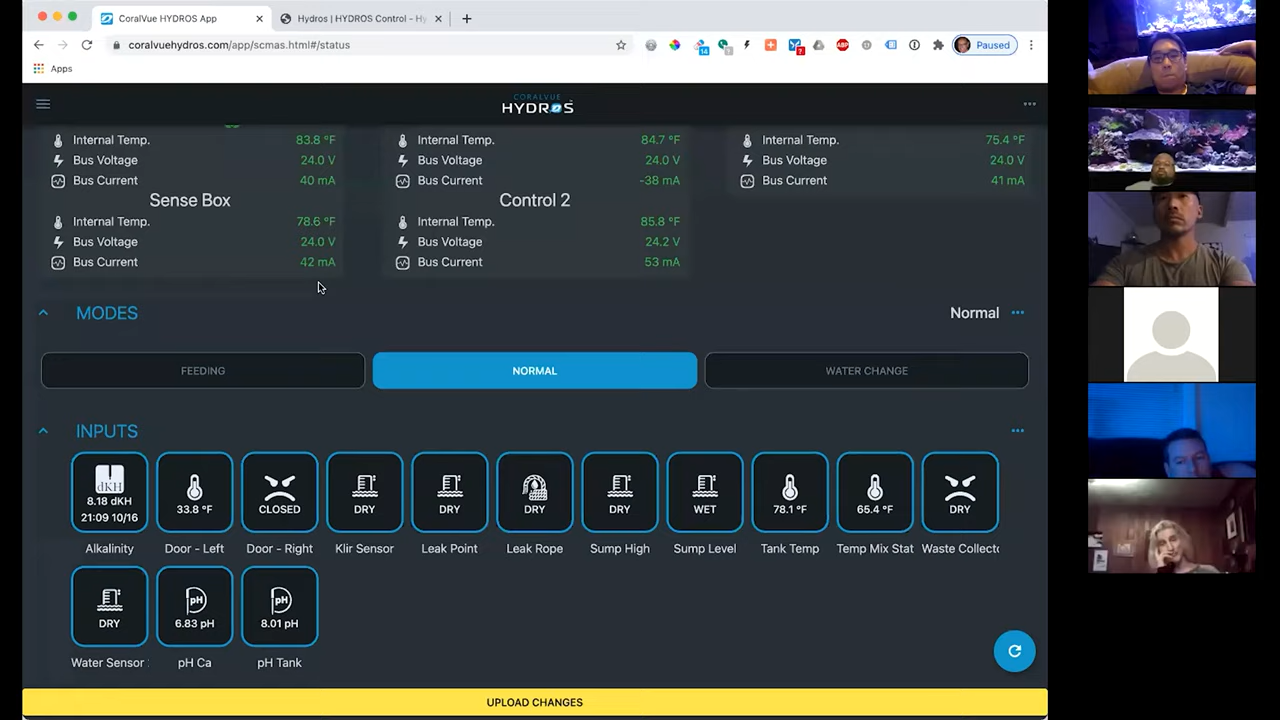 CoralVue HYDROS App
Hydros | HYDROS Control - Hy
coralvuehydros.com/app/scmas.html#/status
14
7
ABP
Paused
Apps
CORALVUE
HYDROS
Internal Temp. 83.8 °F
Bus Voltage 24.0 V
Bus Current 40 mA
Internal Temp. 84.7 °F
Bus Voltage 24.0 V
Bus Current -38 mA
Internal Temp. 75.4 °F
Bus Voltage 24.0 V
Bus Current 41 mA
Sense Box
Internal Temp. 78.6 °F
Bus Voltage 24.0 V
Bus Current 42 mA
Control 2
Internal Temp. 85.8 °F
Bus Voltage 24.2 V
Bus Current 53 mA
MODES
Normal
FEEDING
NORMAL
WATER CHANGE
INPUTS
dKH
8.18 dKH
21:09 10/16
Alkalinity
33.8 °F
Door - Left
CLOSED
Door - Right
DRY
Klir Sensor
DRY
Leak Point
DRY
Leak Rope
DRY
Sump High
WET
Sump Level
78.1 °F
Tank Temp
65.4 °F
Temp Mix Stat
DRY
Waste Collecto
DRY
Water Sensor
pH
6.83 pH
pH Ca
pH
8.01 pH
pH Tank
UPLOAD CHANGES